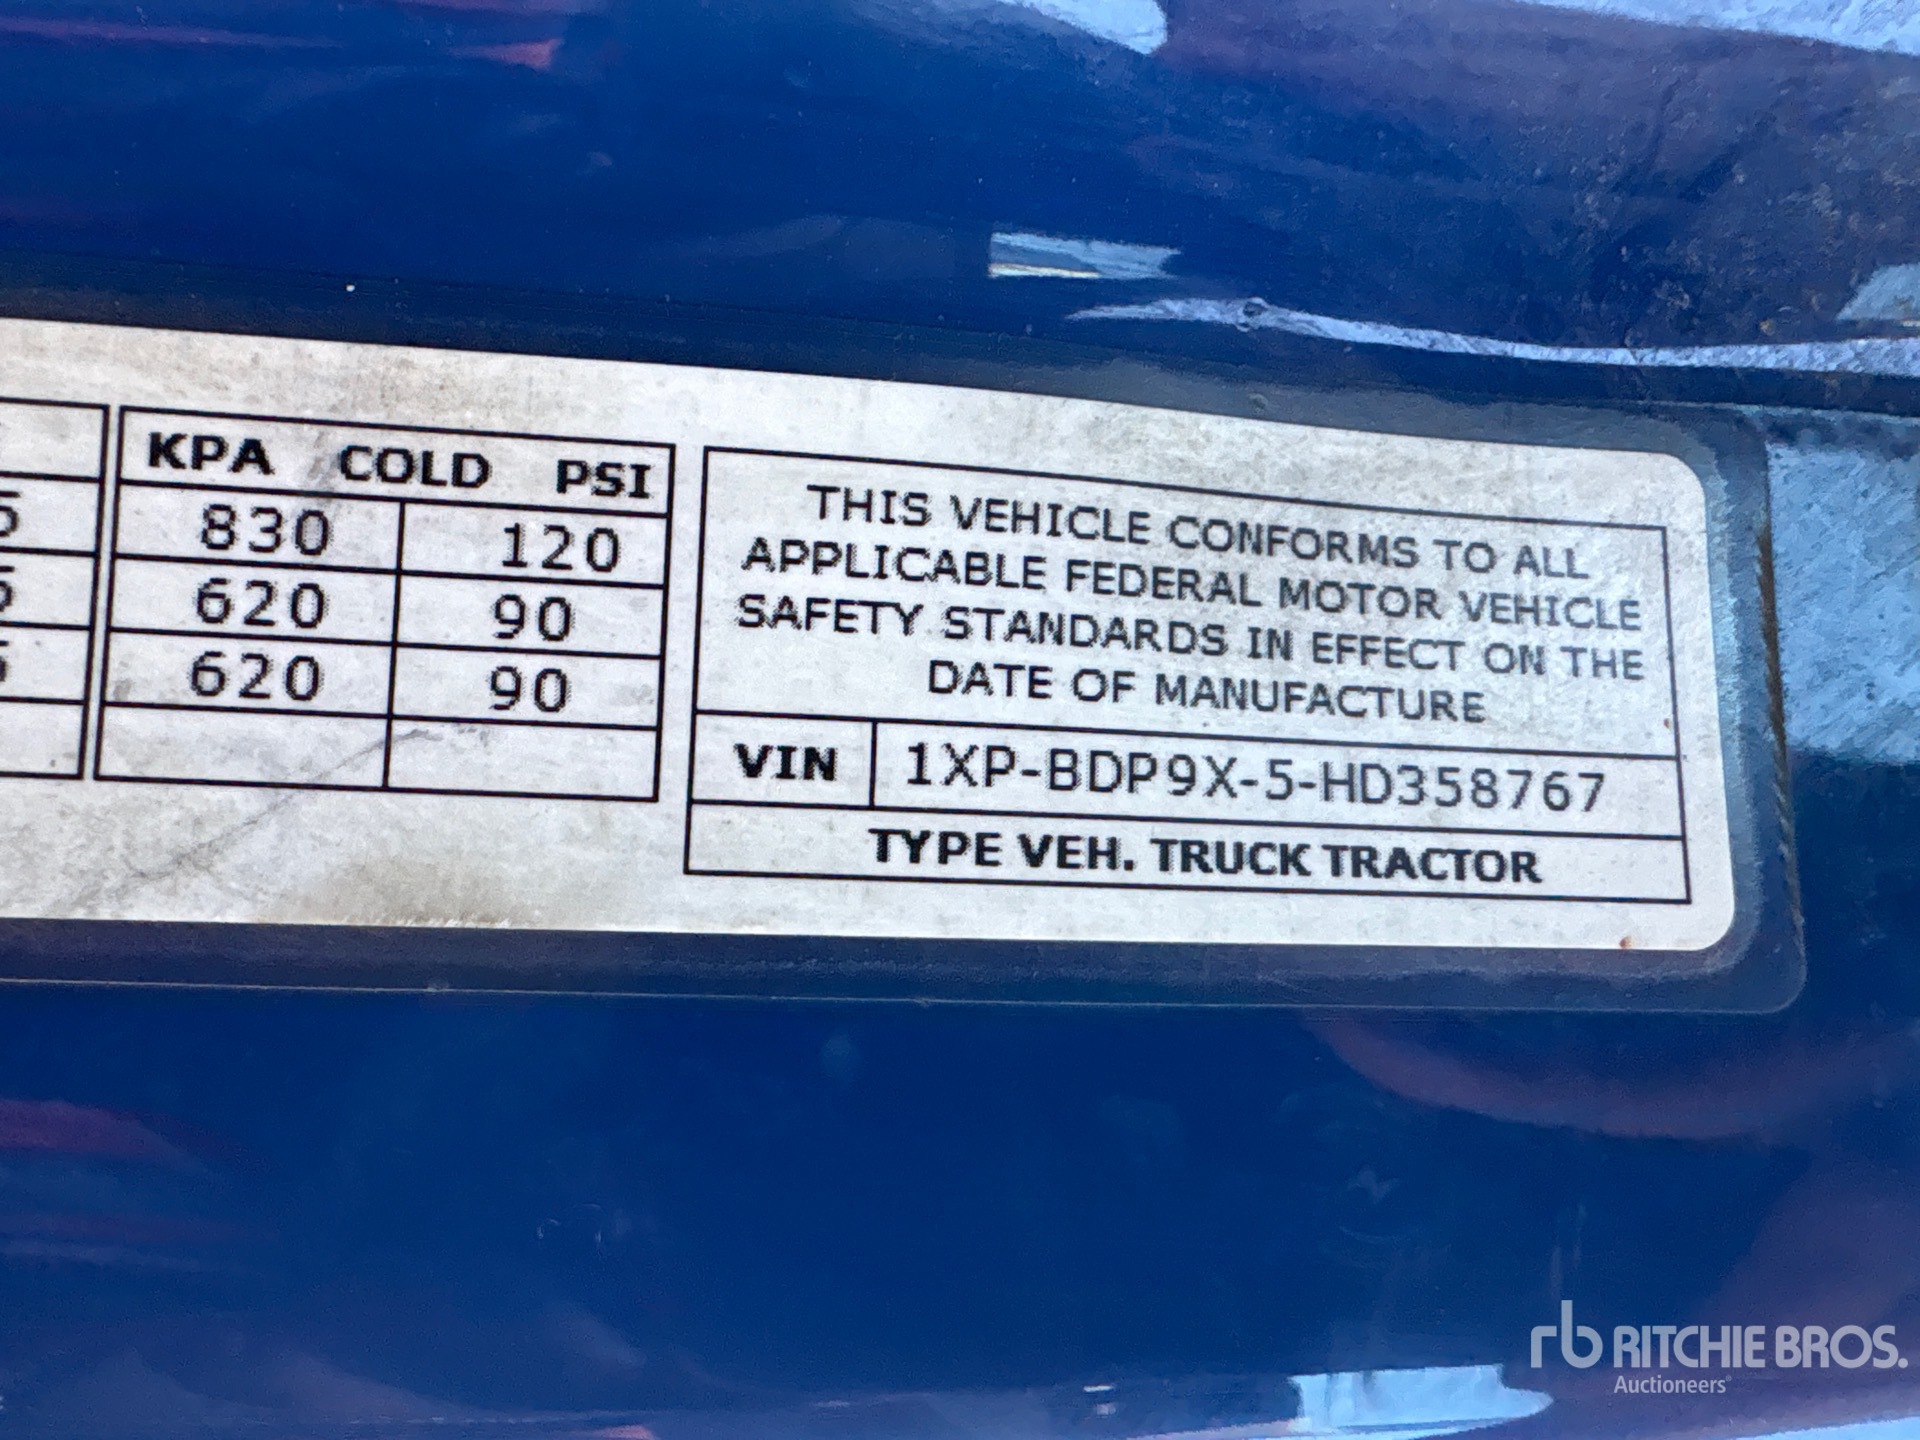 KPA COLD PSI
830 120
620 90
620 90
THIS VEHICLE CONFORMS TO ALL
APPLICABLE FEDERAL MOTOR VEHICLE
SAFETY STANDARDS IN EFFECT ON THE
DATE OF MANUFACTURE
VIN 1XP-BDP9X-5-HD358767
TYPE VEH. TRUCK TRACTOR
rb RITCHIE BROS.
Auctioneers